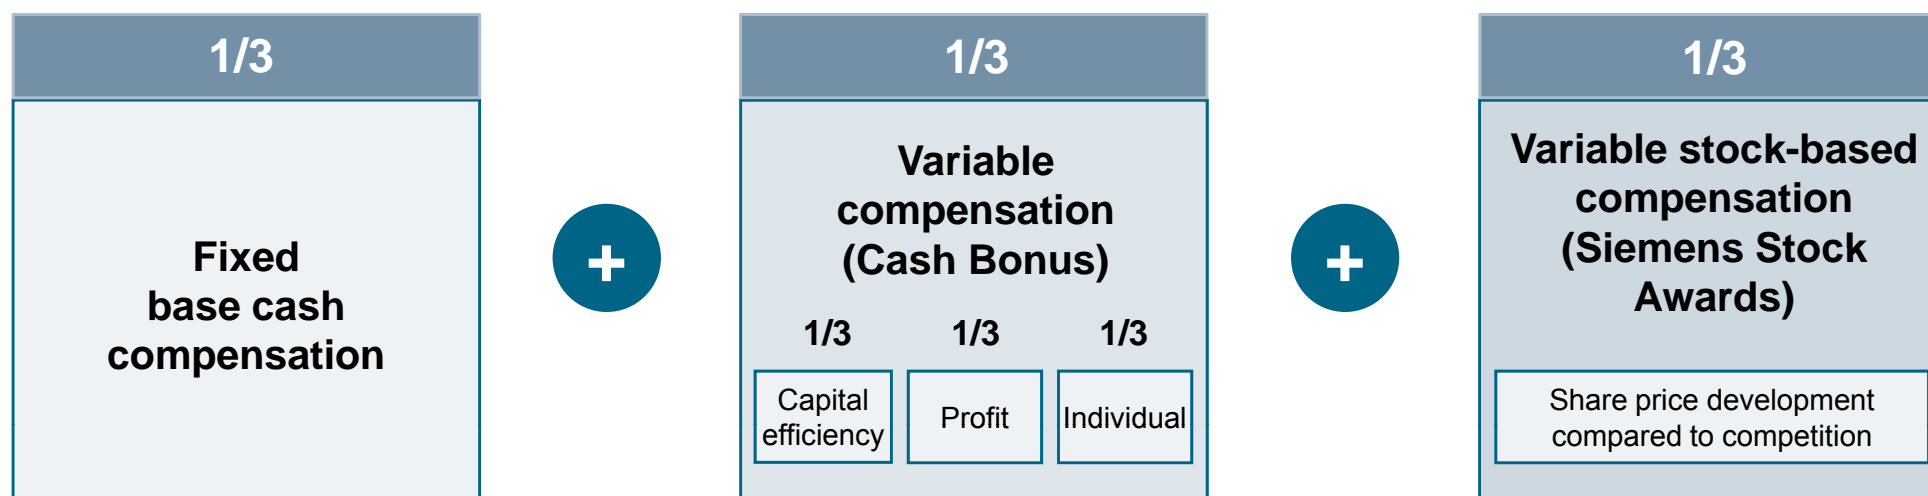 1/3
Fixed
base cash
compensation
+
1/3
Variable
compensation
(Cash Bonus)
1/3 1/3 1/3
Capital
efficiency
Profit
Individual
+
1/3
Variable stock-based
compensation
(Siemens Stock
Awards)
Share price development
compared to competition